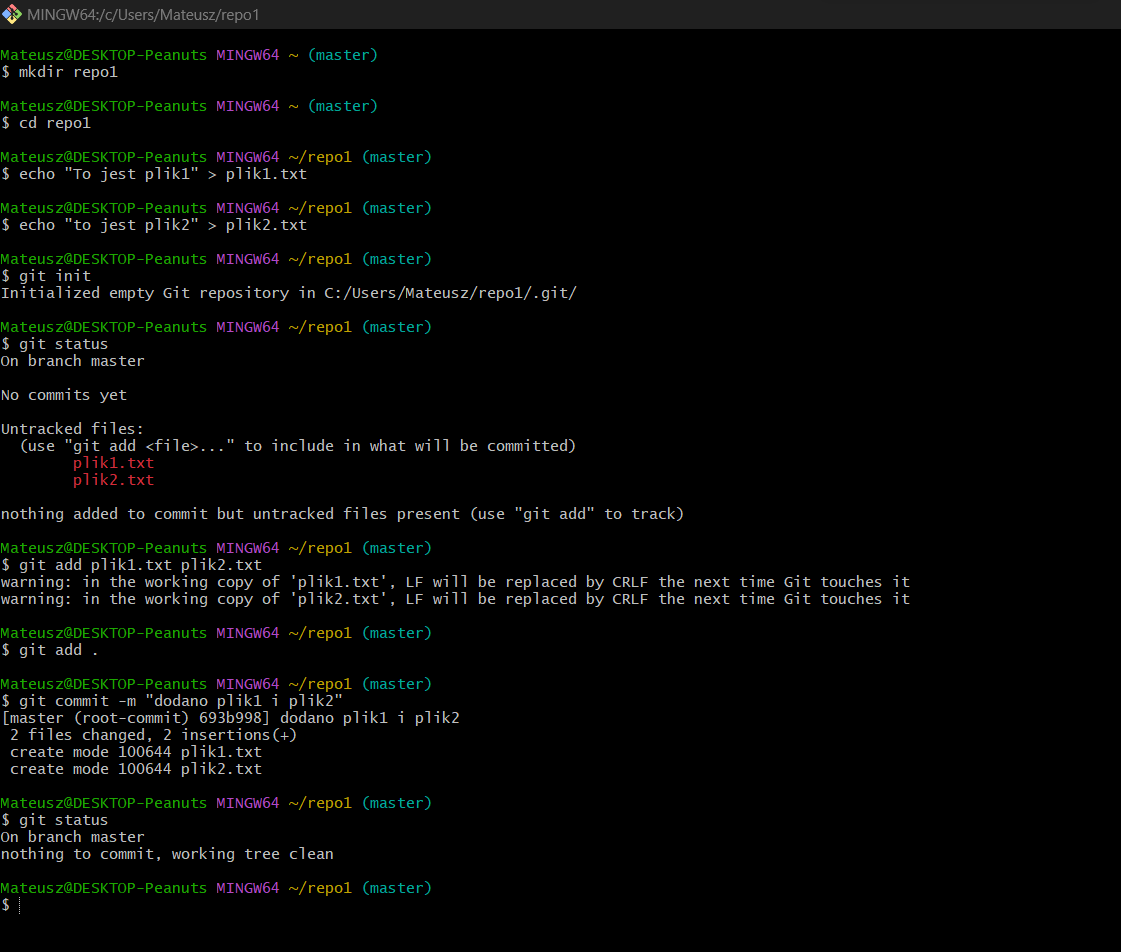 MINGW64:/c/Users/Mateusz/repo1
Mateusz@DESKTOP-Peanuts MINGW64 ~ (master)
$ mkdir repo1
Mateusz@DESKTOP-Peanuts MINGW64 ~ (master)
$ cd repo1
Mateusz@DESKTOP-Peanuts MINGW64 ~/repo1 (master)
$ echo "To jest plik1" > plik1.txt
Mateusz@DESKTOP-Peanuts MINGW64 ~/repo1 (master)
$ echo "to jest plik2" > plik2.txt
Mateusz@DESKTOP-Peanuts MINGW64 ~/repo1 (master)
$ git init
Initialized empty Git repository in C:/Users/Mateusz/repo1/.git/
Mateusz@DESKTOP-Peanuts MINGW64 ~/repo1 (master)
$ git status
On branch master
No commits yet
Untracked files:
  (use "git add <file>..." to include in what will be committed)
        plik1.txt
        plik2.txt
nothing added to commit but untracked files present (use "git add" to track)
Mateusz@DESKTOP-Peanuts MINGW64 ~/repo1 (master)
$ git add plik1.txt plik2.txt
warning: in the working copy of 'plik1.txt', LF will be replaced by CRLF the next time Git touches it
warning: in the working copy of 'plik2.txt', LF will be replaced by CRLF the next time Git touches it
Mateusz@DESKTOP-Peanuts MINGW64 ~/repo1 (master)
$ git add .
Mateusz@DESKTOP-Peanuts MINGW64 ~/repo1 (master)
$ git commit -m "dodano plik1 i plik2"
[master (root-commit) 693b998] dodano plik1 i plik2
 2 files changed, 2 insertions(+)
 create mode 100644 plik1.txt
 create mode 100644 plik2.txt
Mateusz@DESKTOP-Peanuts MINGW64 ~/repo1 (master)
$ git status
On branch master
nothing to commit, working tree clean
Mateusz@DESKTOP-Peanuts MINGW64 ~/repo1 (master)
$